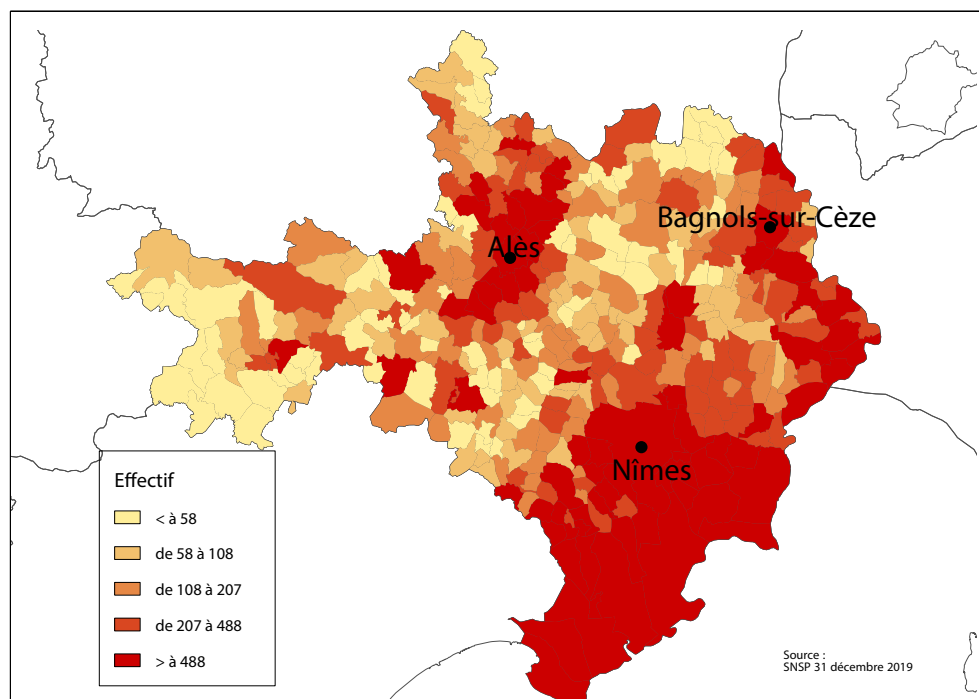 Bagnols-sur-Cèze
Alès
Nîmes
Effectif
< à 58
de 58 à 108
de 108 à 207
de 207 à 488
> à 488
Source :
SNSP 31 décembre 2019